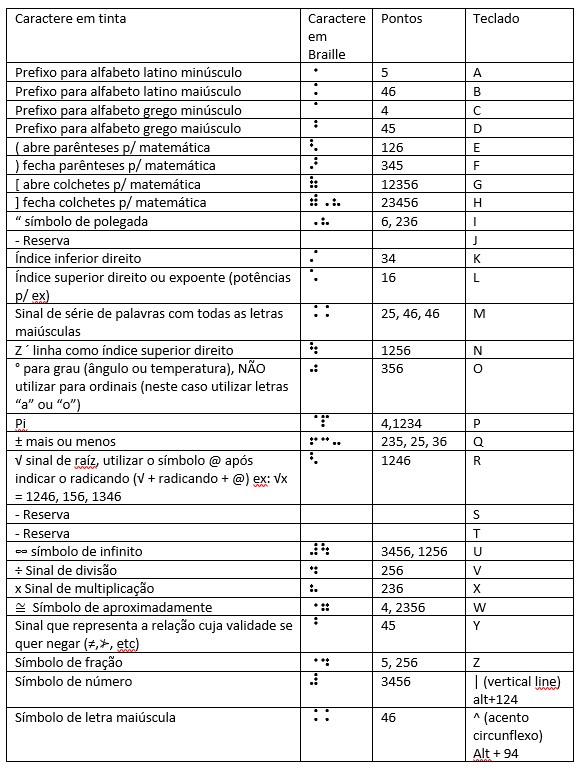 Caractere em tinta Caractere em Braille Pontos Teclado
Prefixo para alfabeto latino minúsculo ⠐ 5 A
Prefixo para alfabeto latino maiúsculo ⠨ 46 B
Prefixo para alfabeto grego minúsculo ⠈ 4 C
Prefixo para alfabeto grego maiúsculo ⠘ 45 D
( abre parênteses p/ matemática ⠣ 126 E
) fecha parênteses p/ matemática ⠜ 345 F
[ abre colchetes p/ matemática ⠷ 12356 G
] fecha colchetes p/ matemática ⠾⠠⠦ 23456 H
“ símbolo de polegada ⠠⠦ 6, 236 I
- Reserva J
Índice inferior direito ⠌ 34 K
Índice superior direito ou expoente (potências
p/ ex) ⠡ 16 L
Sinal de série de palavras com todas as letras
maiúsculas ⠨⠨ 25, 46, 46 M
Z ´ linha como índice superior direito ⠳ 1256 N
° para grau (ângulo ou temperatura), NÃO
utilizar para ordinais (neste caso utilizar letras
“a” ou “o”) ⠴ 356 O
Pi ⠈⠏ 4,1234 P
± mais ou menos ⠖⠒⠤ 235, 25, 36 Q
√ sinal de raíz, utilizar o símbolo @ após
indicar o radicando (√ + radicando + @) ex: √x
= 1246, 156, 1346 ⠫ 1246 R
- Reserva S
- Reserva T
∞ símbolo de infinito ⠼⠳ 3456, 1256 U
÷ Sinal de divisão ⠲ 256 V
x Sinal de multiplicação ⠦ 236 X
≅ Símbolo de aproximadamente ⠈⠶ 4, 2356 W
Sinal que representa a relação cuja validade se
quer negar (≠,⊁, etc) ⠘ 45 Y
Símbolo de fração ⠐⠲ 5, 256 Z
Símbolo de número ⠼ 3456 | (vertical line)
alt+124
Símbolo de letra maiúscula ⠨ 46 ^ (acento
circunflexo)
Alt + 94